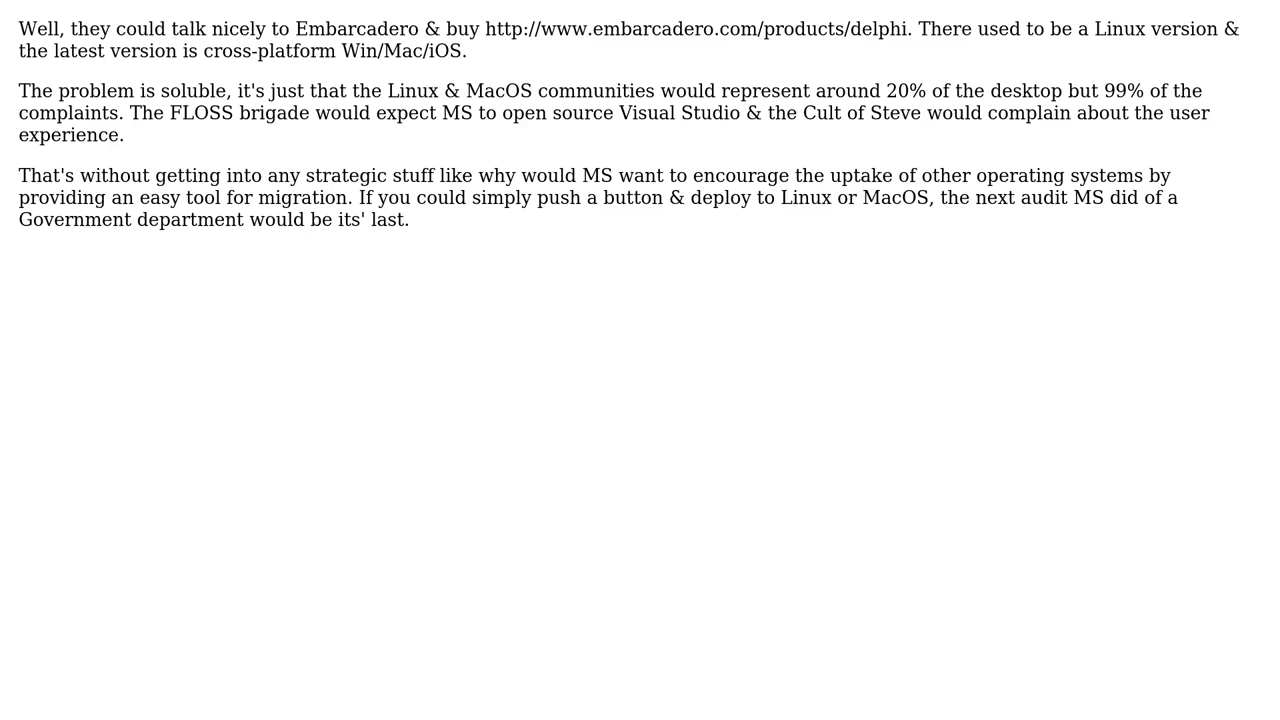 Well, they could talk nicely to Embarcadero & buy http://www.embarcadero.com/products/delphi. There used to be a Linux version &
the latest version is cross-platform Win/Mac/iOS.
The problem is soluble, it's just that the Linux & MacOS communities would represent around 20% of the desktop but 99% of the
complaints. The FLOSS brigade would expect MS to open source Visual Studio & the Cult of Steve would complain about the user
experience.
That's without getting into any strategic stuff like why would MS want to encourage the uptake of other operating systems by
providing an easy tool for migration. If you could simply push a button & deploy to Linux or MacOS, the next audit MS did of a
Government department would be its' last.